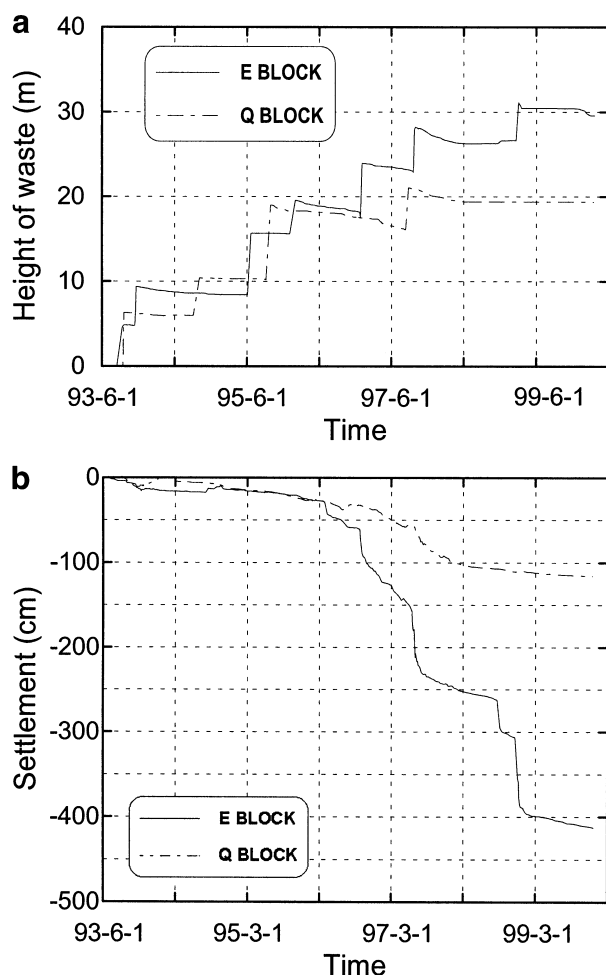 a
Height of waste (m)
40
30
20
10
0
E BLOCK
Q BLOCK
93-6-1
95-6-1
97-6-1
99-6-1
Time
b
Settlement (cm)
0
-100
-200
-300
-400
-500
E BLOCK
Q BLOCK
93-6-1
95-3-1
97-3-1
99-3-1
Time